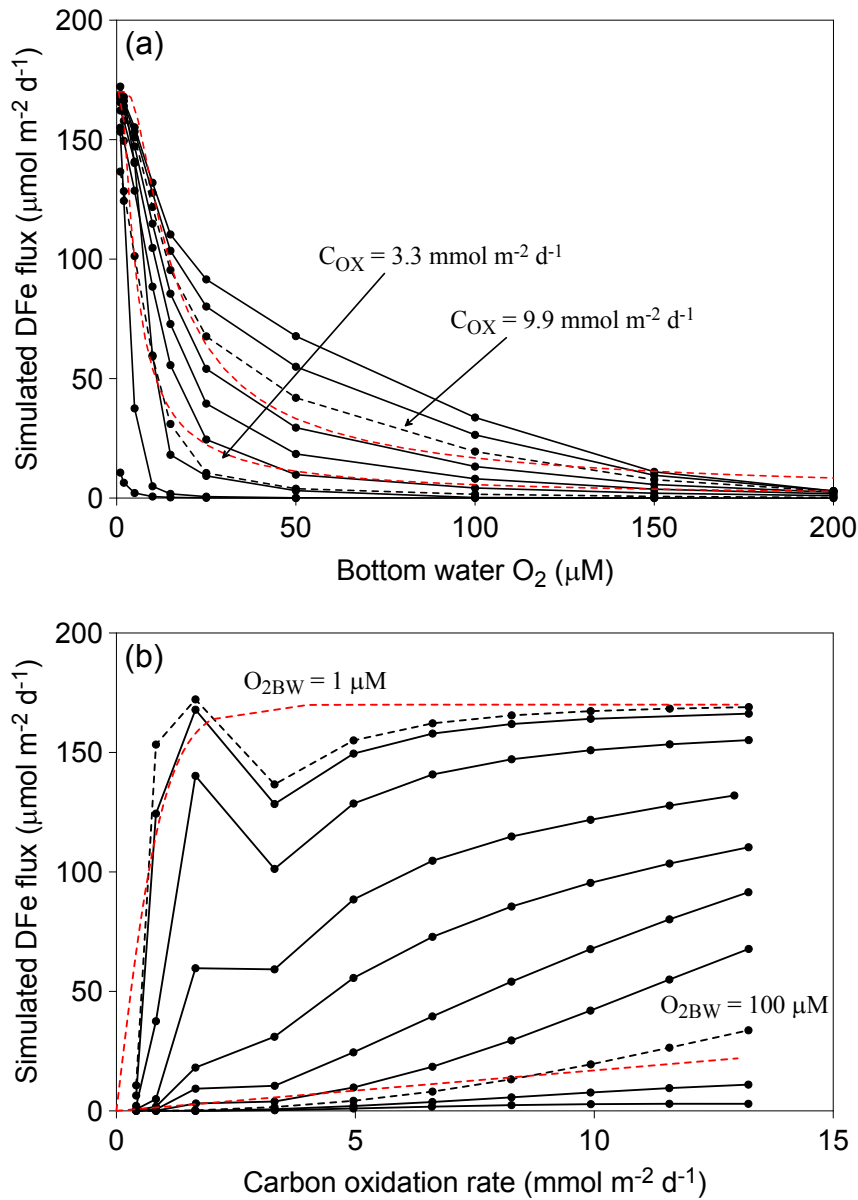 (a)
200
150
100
50
0
Simulated DFe flux (µmol m-2 d-1)
COX = 3.3 mmol m-2 d-1
COX = 9.9 mmol m-2 d-1
0 50 100 150 200
Bottom water O2 (µM)
(b)
200
150
100
50
0
Simulated DFe flux (µmol m-2 d-1)
O2BW = 1 µM
O2BW = 100 µM
0 5 10 15
Carbon oxidation rate (mmol m-2 d-1)